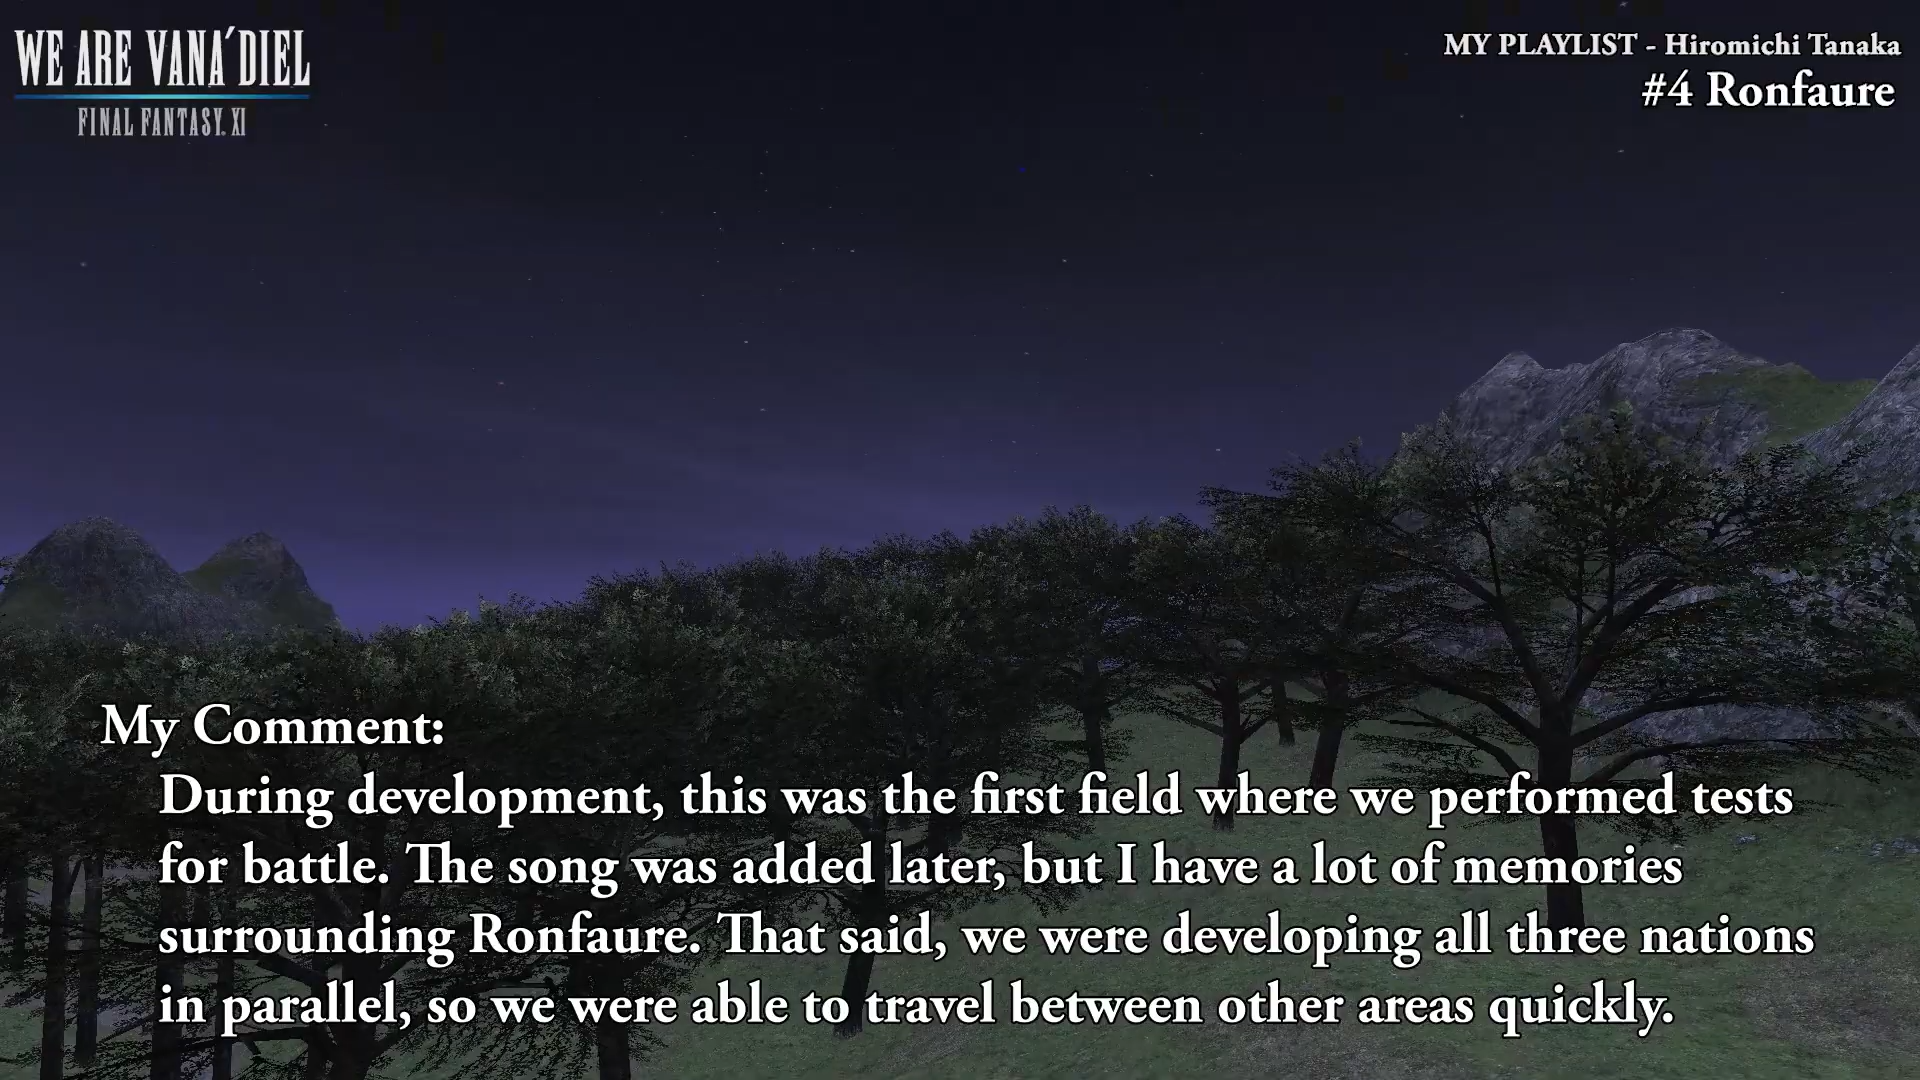 WE ARE VANA´DIEL
FINAL FANTASY. XI
MY PLAYLIST - Hiromichi Tanaka
#4 Ronfaure
My Comment:
During development, this was the first field where we performed tests
for battle. The song was added later, but I have a lot of memories
surrounding Ronfaure. That said, we were developing all three nations
in parallel, so we were able to travel between other areas quickly.